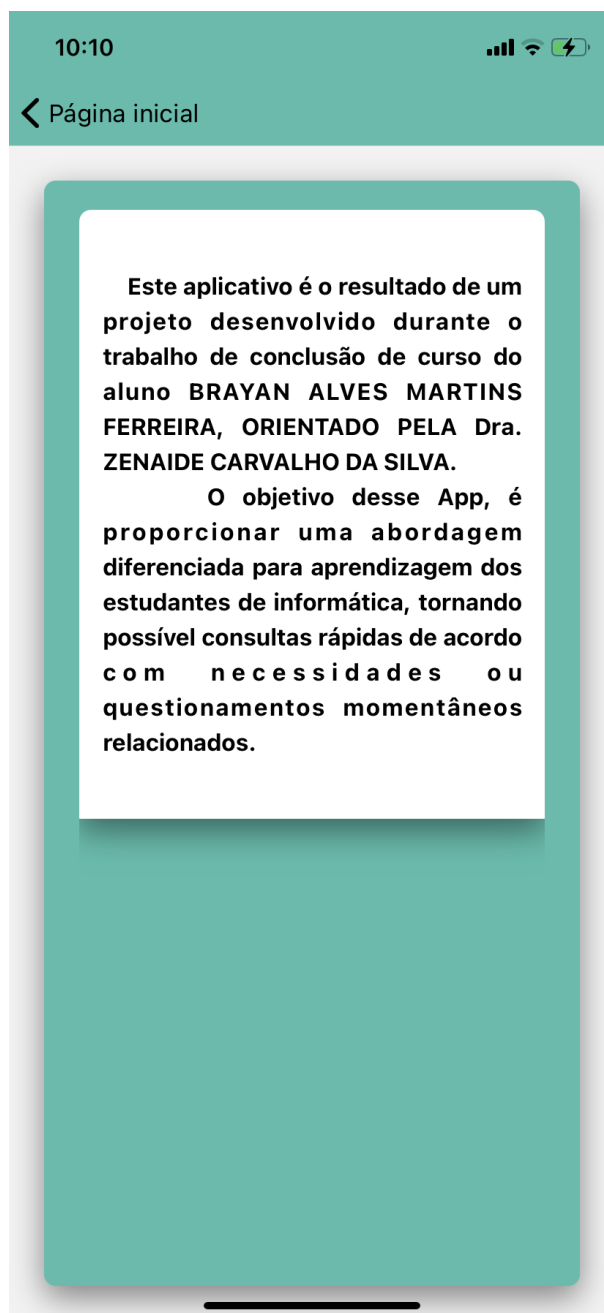 10:10
Página inicial
Este aplicativo é o resultado de um
projeto desenvolvido durante o
trabalho de conclusão de curso do
aluno BRAYAN ALVES MARTINS
FERREIRA, ORIENTADO PELA Dra.
ZENAIDE CARVALHO DA SILVA.
O objetivo desse App, é
proporcionar uma abordagem
diferenciada para aprendizagem dos
estudantes de informática, tornando
possível consultas rápidas de acordo
com necessidades ou
questionamentos momentâneos
relacionados.